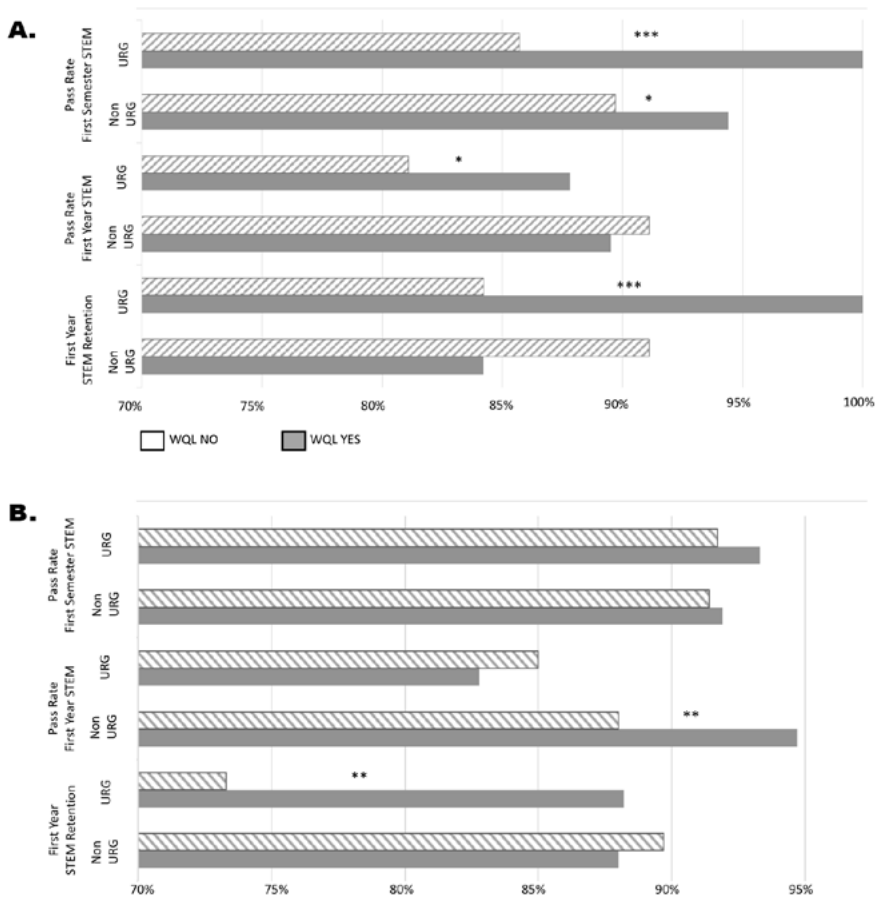 A.
Pass Rate
First Semester STEM
URG
***
Non
URG
*
Pass Rate
First Year STEM
URG
*
Non
URG
First Year
STEM Retention
URG
***
Non
URG
70% 75% 80% 85% 90% 95% 100%
WQL NO WQL YES
B.
Pass Rate
First Semester STEM
URG
Non
URG
Pass Rate
First Year STEM
URG
Non
URG
**
First Year
STEM Retention
URG
**
Non
URG
70% 75% 80% 85% 90% 95%